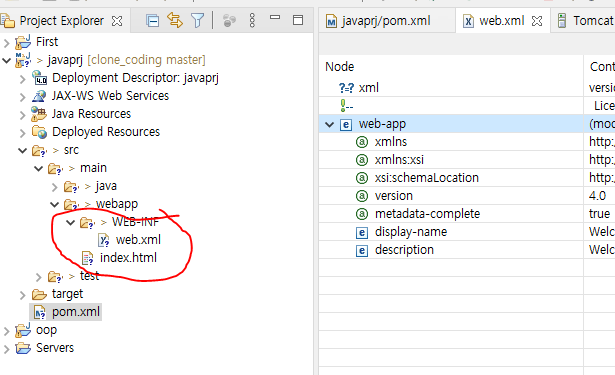 Project Explorer
First
> javaprj [clone_coding master]
Deployment Descriptor: javaprj
JAX-WS Web Services
Java Resources
Deployed Resources
> src
> main
> java
> webapp
> WEB-INF
web.xml
index.html
> test
target
pom.xml
oop
Servers
javaprj/pom.xml
web.xml
Tomcat
Node
Cont
xml
versio
Lice
web-app
(mod
xmlns
http:
xmlns:xsi
http:
xsi:schemaLocation
http:
version
4.0
metadata-complete
true
display-name
Welc
description
Welc